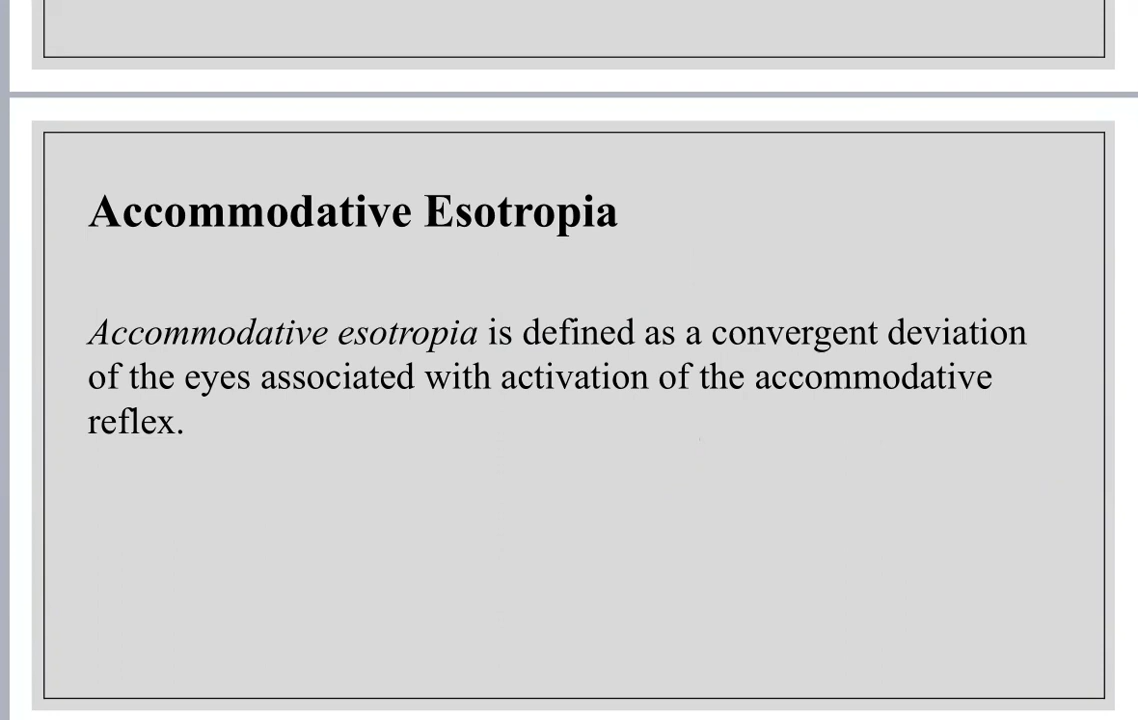 Accommodative Esotropia
Accommodative esotropia is defined as a convergent deviation
of the eyes associated with activation of the accommodative
reflex.